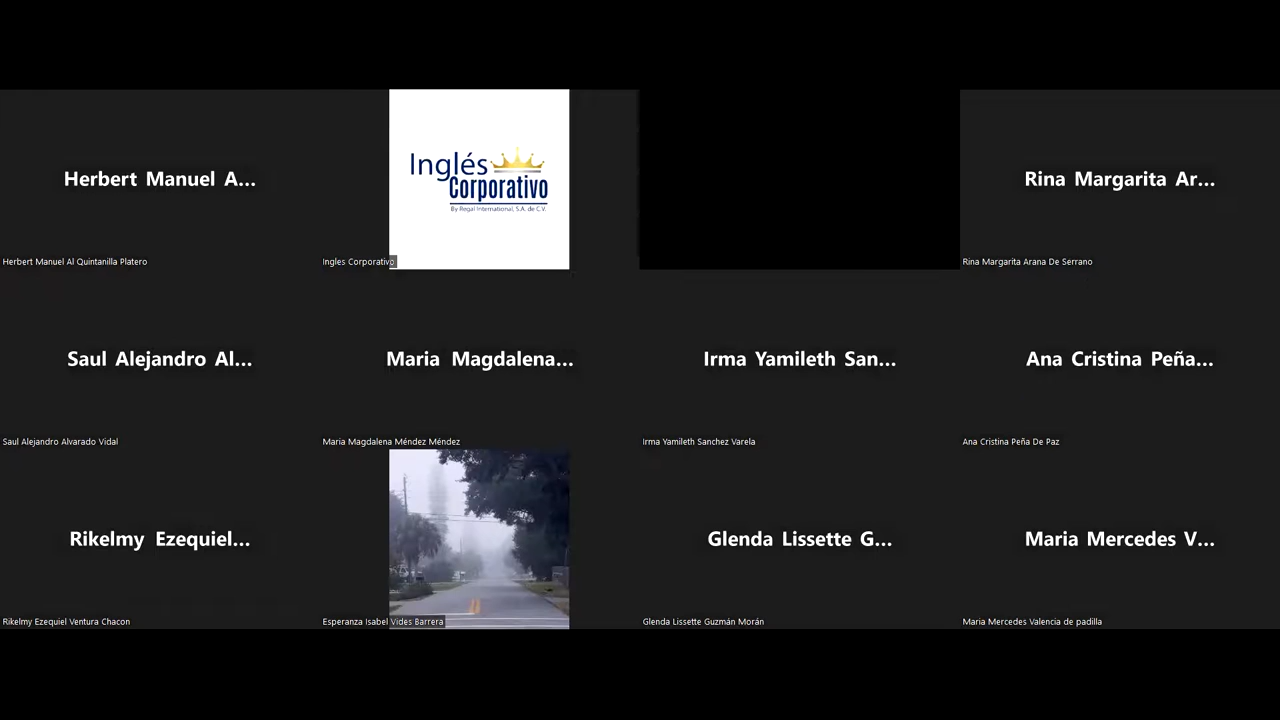 Herbert Manuel A...
Herbert Manuel Al Quintanilla Platero
Inglés
Corporativo
By Regal International, S.A. de C.V.
Ingles Corporativo
Rina Margarita Ar...
Rina Margarita Arana De Serrano
Saul Alejandro Al...
Saul Alejandro Alvarado Vidal
Maria Magdalena...
Maria Magdalena Méndez Méndez
Irma Yamileth San...
Irma Yamileth Sanchez Varela
Ana Cristina Peña...
Ana Cristina Peña De Paz
Rikelmy Ezequiel...
Rikelmy Ezequiel Ventura Chacon
Esperanza Isabel Vides Barrera
Glenda Lissette G...
Glenda Lissette Guzmán Morán
Maria Mercedes V...
Maria Mercedes Valencia de padilla